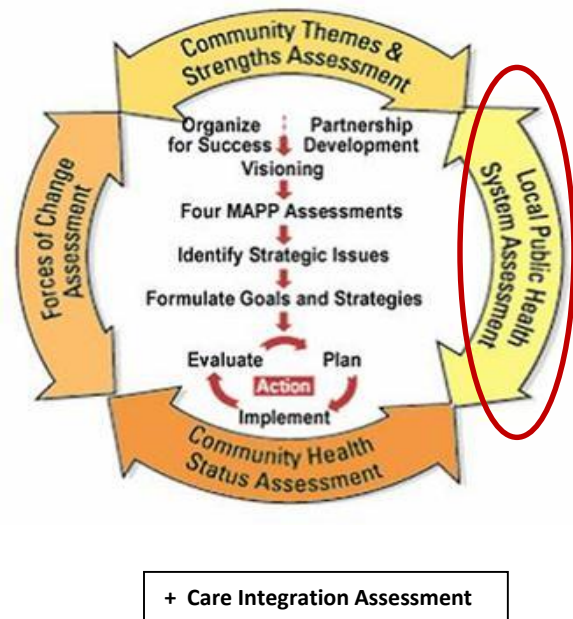 Community Themes &
Strengths Assessment
Organize
for Success
Partnership
Development
Visioning
Four MAPP Assessments
Identify Strategic Issues
Formulate Goals and Strategies
Evaluate
Plan
Action
Implement
Forces of Change
Assessment
Local Public Health
System Assessment
Community Health
Status Assessment
+ Care Integration Assessment